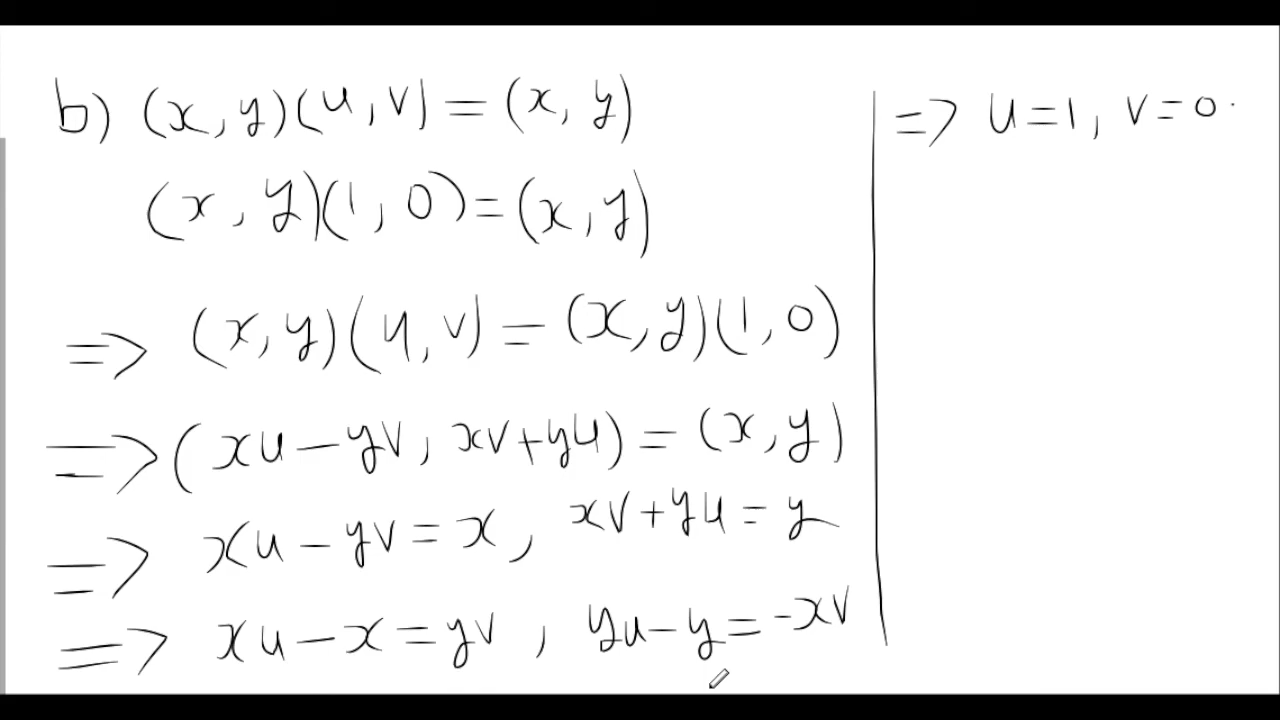 b) (x, y)(u, v) = (x, y)
(x, y)(1, 0) = (x, y)
=> (x, y)(u, v) = (x, y)(1, 0)
=> (xu - yv, xv + yu) = (x, y)
=> xu - yv = x, xv + yu = y
=> xu - x = yv, yu - y = -xv
=> u = 1, v = 0.